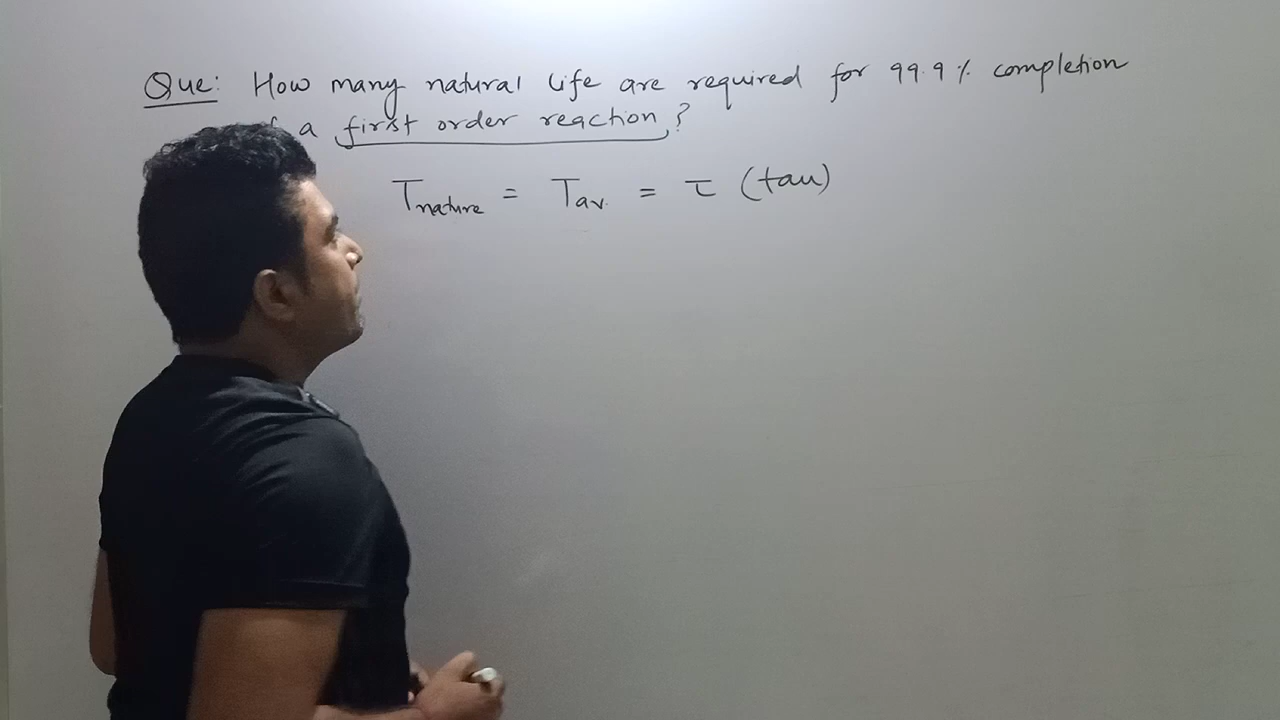 Que: How many natural life are required for 99.9% completion
a first order reaction?
Tnature = Tav. = τ (tau)